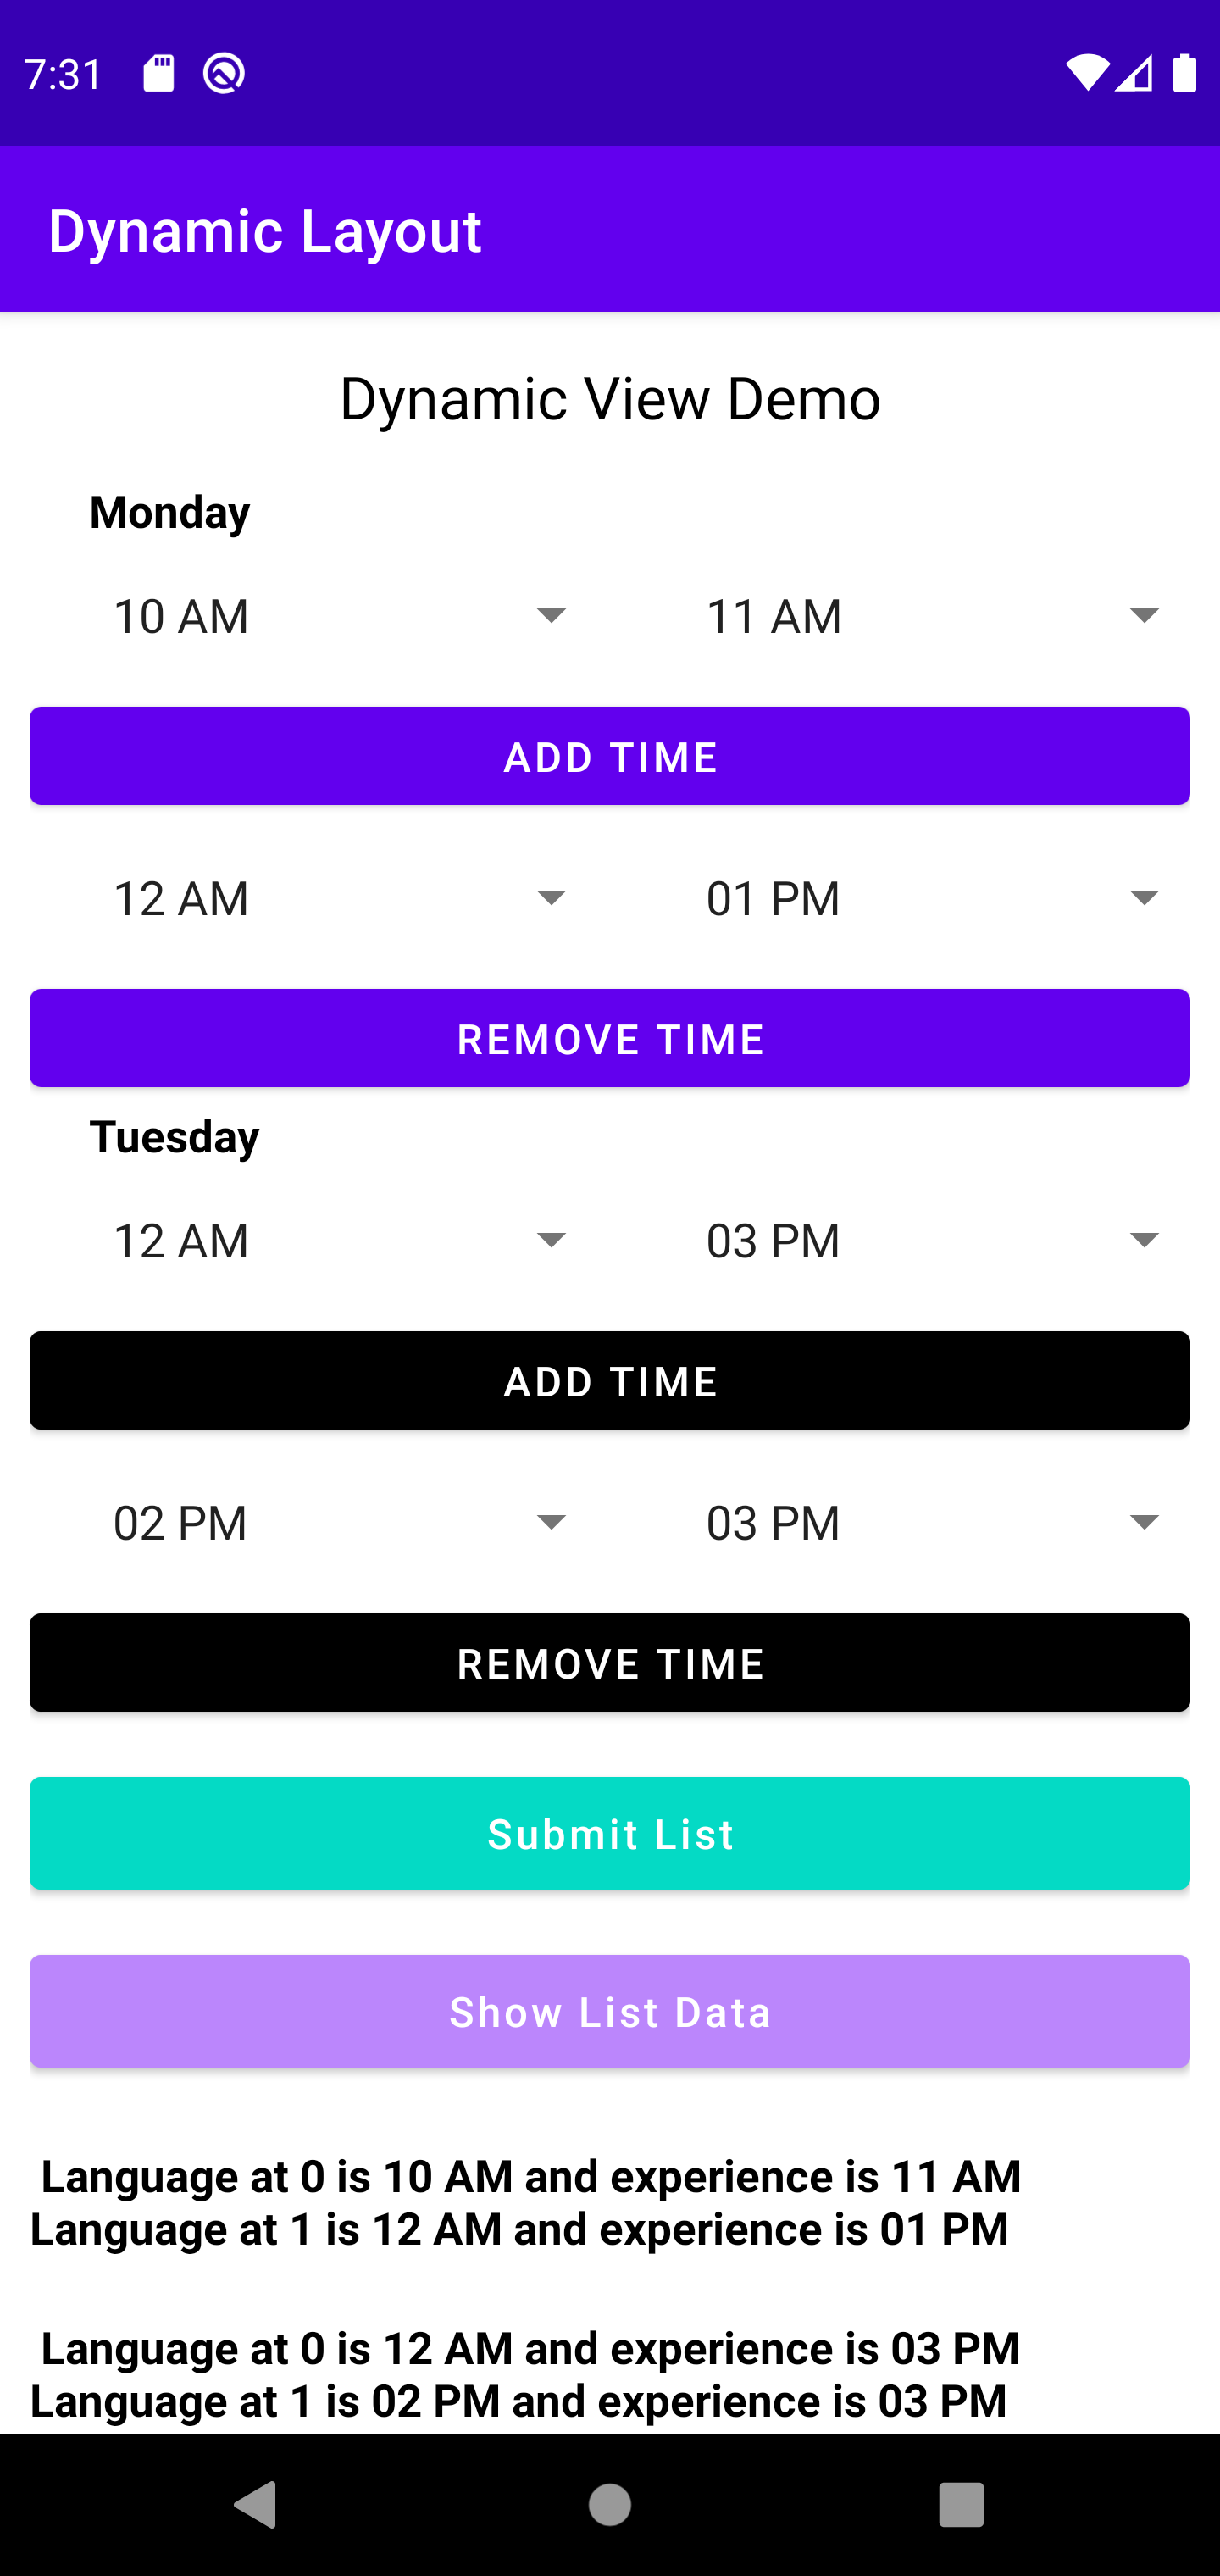 7:31
Dynamic Layout
Dynamic View Demo
Monday
10 AM 11 AM
ADD TIME
12 AM 01 PM
REMOVE TIME
Tuesday
12 AM 03 PM
ADD TIME
02 PM 03 PM
REMOVE TIME
Submit List
Show List Data
Language at 0 is 10 AM and experience is 11 AM
Language at 1 is 12 AM and experience is 01 PM
Language at 0 is 12 AM and experience is 03 PM
Language at 1 is 02 PM and experience is 03 PM